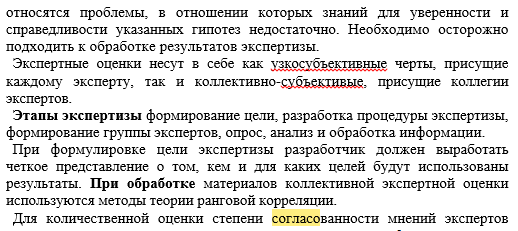 относятся проблемы, в отношении которых знаний для уверенности и
справедливости указанных гипотез недостаточно. Необходимо осторожно
подходить к обработке результатов экспертизы.
Экспертные оценки несут в себе как узкосубъективные черты, присущие
каждому эксперту, так и коллективно-субъективые, присущие коллегии
экспертов.
Этапы экспертизы формирование цели, разработка процедуры экспертизы,
формирование группы экспертов, опрос, анализ и обработка информации.
При формулировке цели экспертизы разработчик должен выработать
четкое представление о том, кем и для каких целей будут использованы
результаты. При обработке материалов коллективной экспертной оценки
используются методы теории ранговой корреляции.
Для количественной оценки степени согласованности мнений экспертов